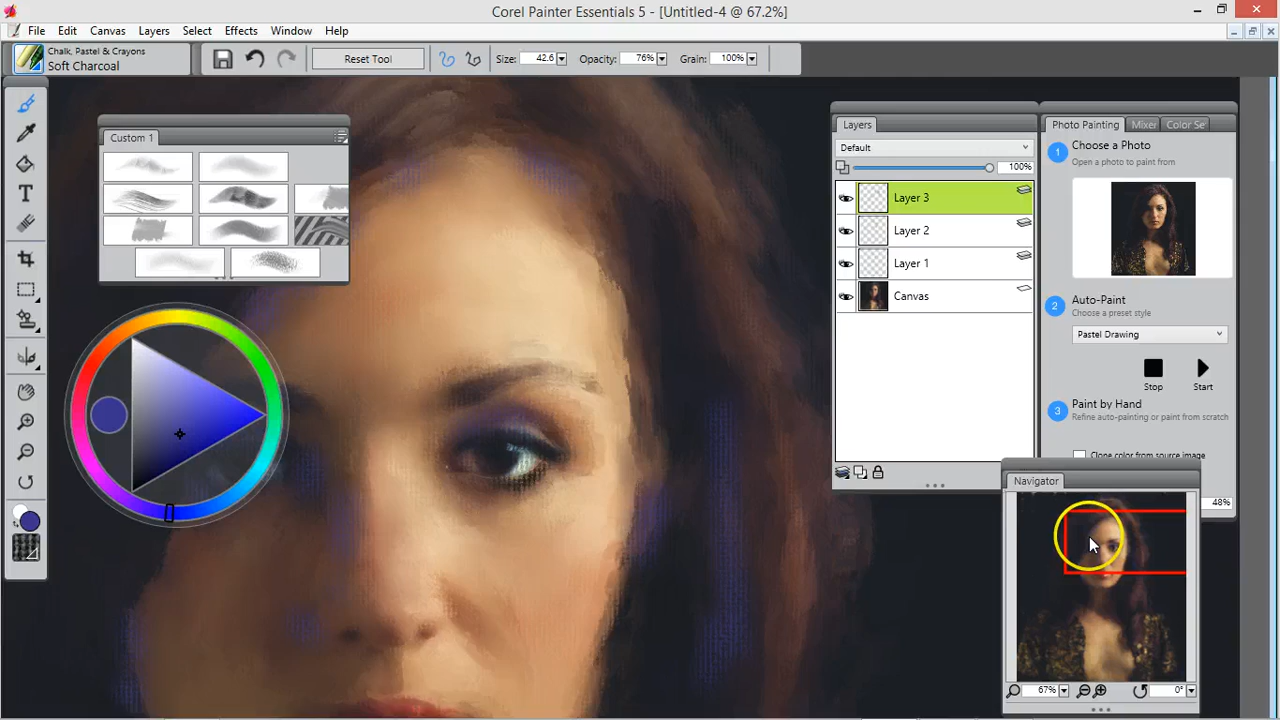 Corel Painter Essentials 5 - [Untitled-4 @ 67.2%]
File Edit Canvas Layers Select Effects Window Help
Chalk, Pastel & Crayons
Soft Charcoal
Reset Tool
Size: 42.6
Opacity: 76%
Grain: 100%
Custom 1
Layers
Default
100%
Layer 3
Layer 2
Layer 1
Canvas
Photo Painting Mixer Color Se
1 Choose a Photo
Open a photo to paint from
2 Auto-Paint
Choose a preset style
Pastel Drawing
Stop Start
3 Paint by Hand
Refine auto-painting or paint from scratch
Clone color from source image
48%
Navigator
67% 0°
T